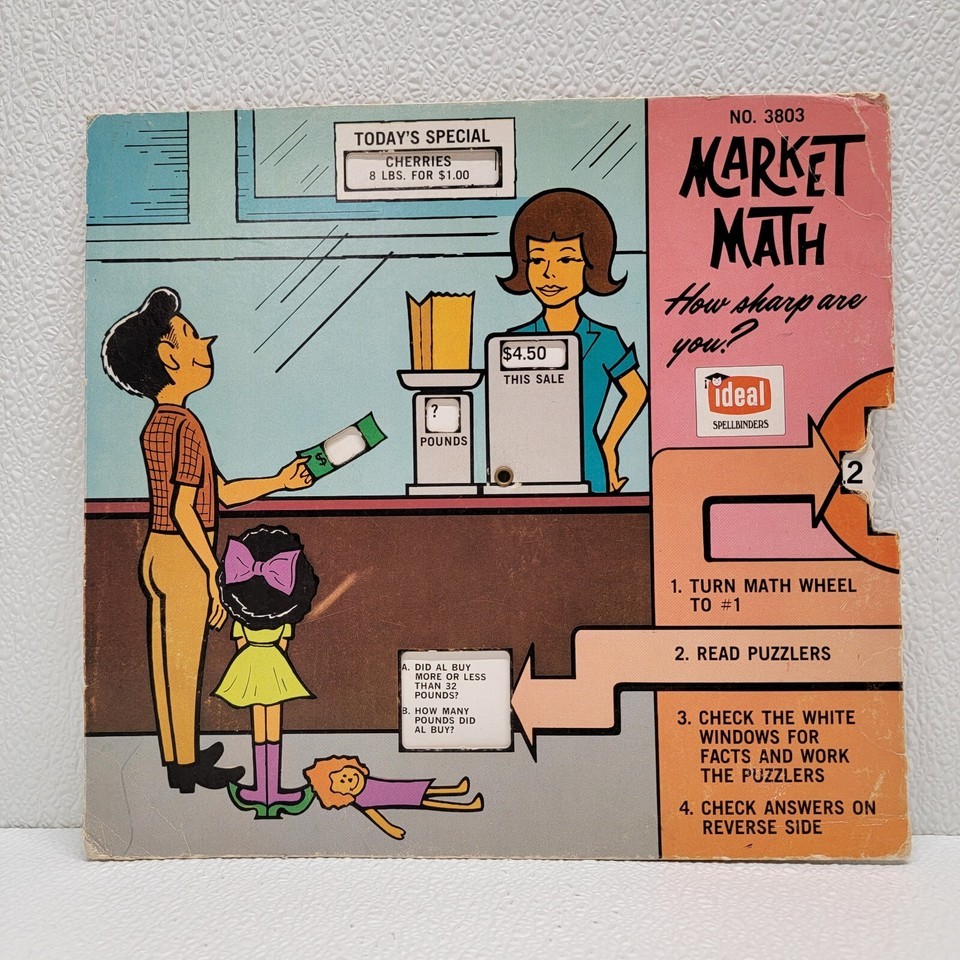 TODAY'S SPECIAL
CHERRIES
8 LBS. FOR $1.00
$4.50
THIS SALE
?
POUNDS
$
A. DID AL BUY
MORE OR LESS
THAN 32
POUNDS?
B. HOW MANY
POUNDS DID
AL BUY?
NO. 3803
MARKET
MATH
How sharp are
you?
ideal
SPELLBINDERS
2
1. TURN MATH WHEEL
TO #1
2. READ PUZZLERS
3. CHECK THE WHITE
WINDOWS FOR
FACTS AND WORK
THE PUZZLERS
4. CHECK ANSWERS ON
REVERSE SIDE